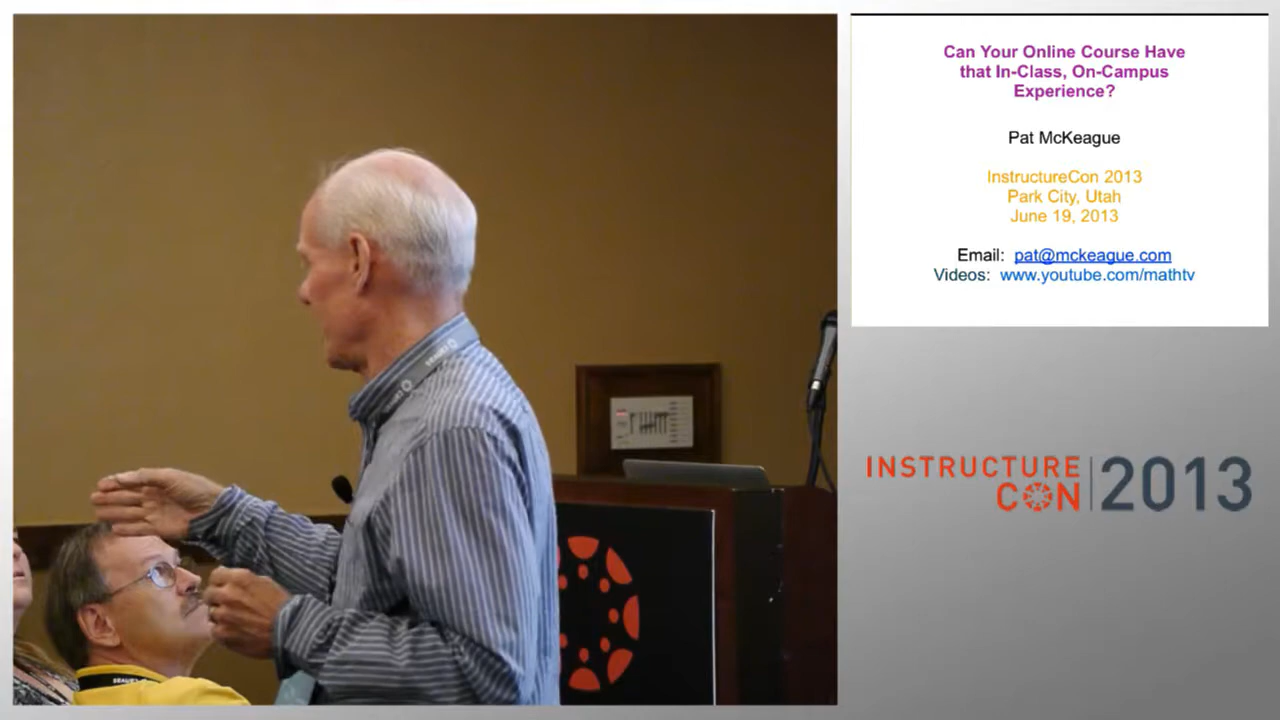 Can Your Online Course Have
that In-Class, On-Campus
Experience?
Pat McKeague
InstructureCon 2013
Park City, Utah
June 19, 2013
Email: pat@mckeague.com
Videos: www.youtube.com/mathtv
INSTRUCTURE
CON 2013